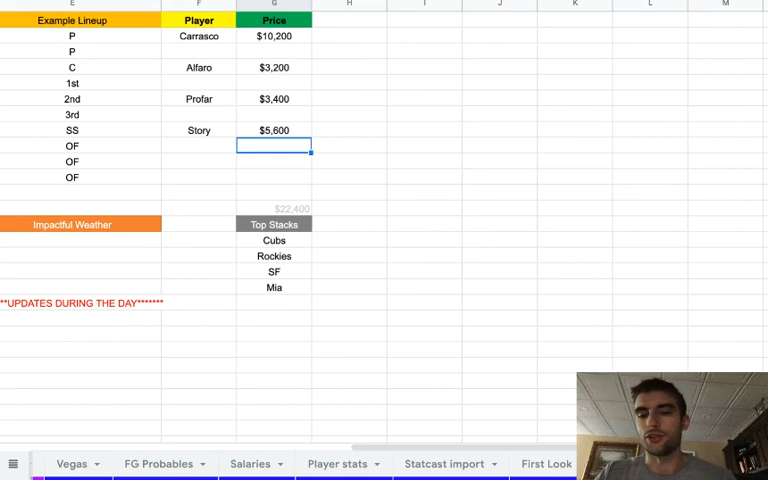 E F G H I J K L M
Example Lineup Player Price
P Carrasco $10,200
P
C Alfaro $3,200
1st
2nd Profar $3,400
3rd
SS Story $5,600
OF
OF
OF
$22,400
Impactful Weather Top Stacks
Cubs
Rockies
SF
Mia
**UPDATES DURING THE DAY*******
Vegas FG Probables Salaries Player stats Statcast import First Look